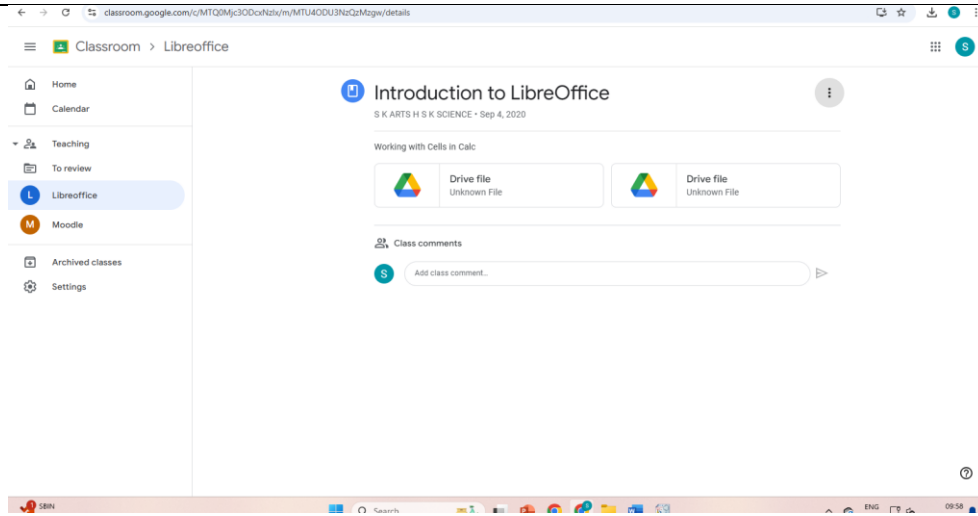 classroom.google.com/c/MTQ0Mjc3ODcxNzIx/m/MTU4ODU3NzQzMzgw/details
Classroom > Libreoffice
S
Home
Calendar
Teaching
To review
L Libreoffice
M Moodle
Archived classes
Settings
Introduction to LibreOffice
S K ARTS H S K SCIENCE • Sep 4, 2020
Working with Cells in Calc
Drive file
Unknown File
Drive file
Unknown File
Class comments
S
Add class comment...
1 SBIN
Search
ENG
09:58